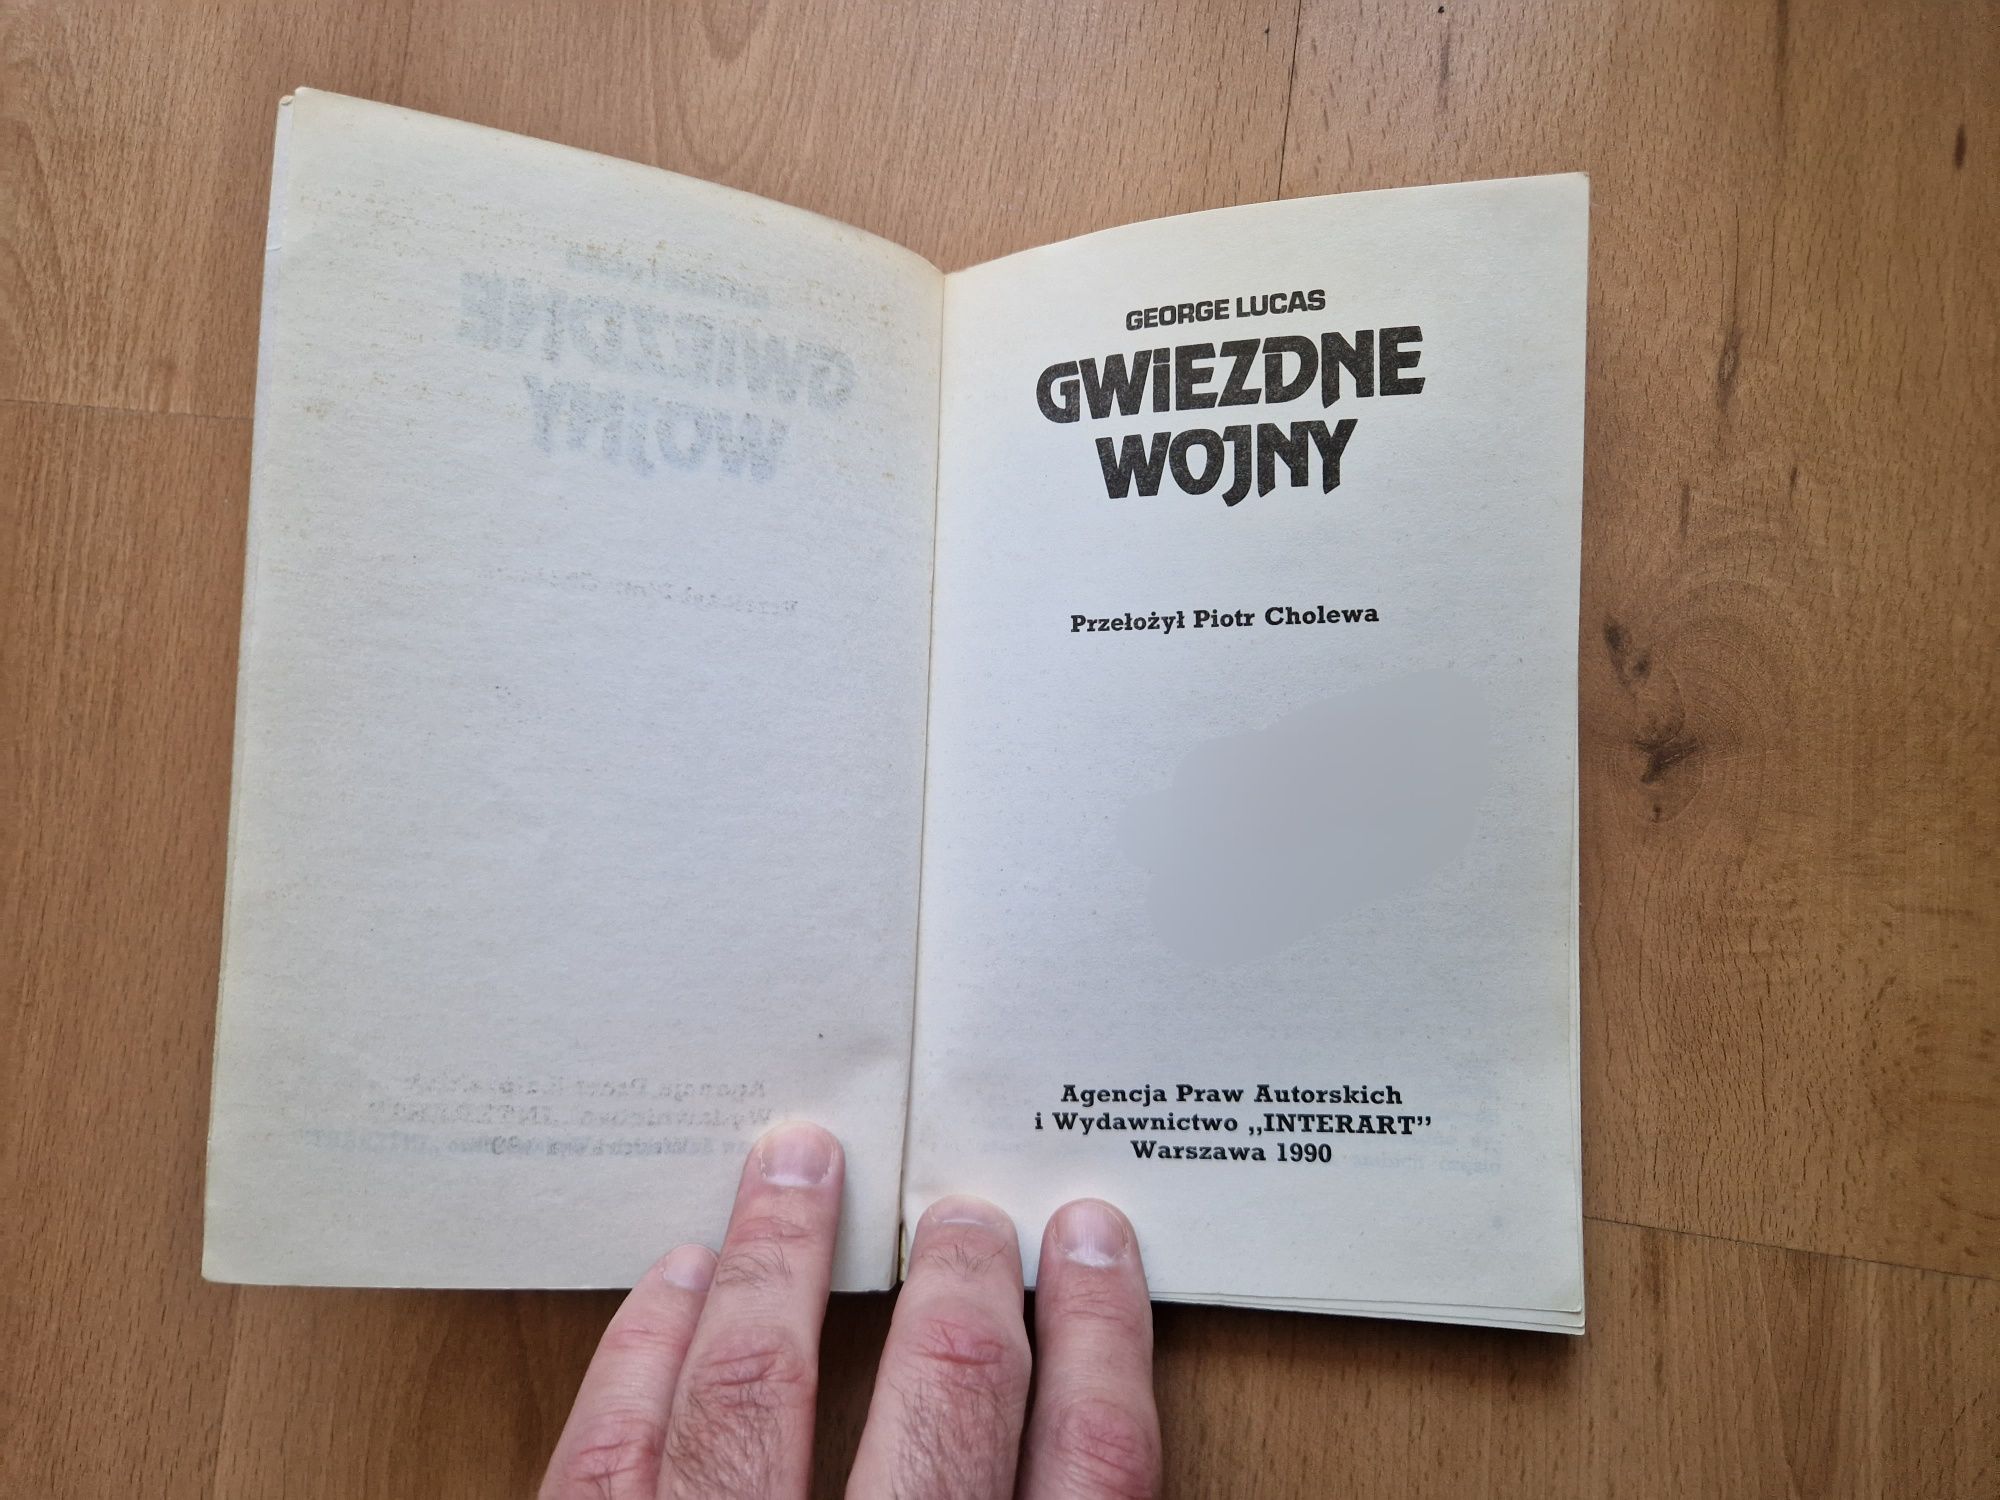 GEORGE LUCAS
GWIEZDNE
WOJNY
Przełożył Piotr Cholewa
Agencja Praw Autorskich
i Wydawnictwo „INTERART”
Warszawa 1990